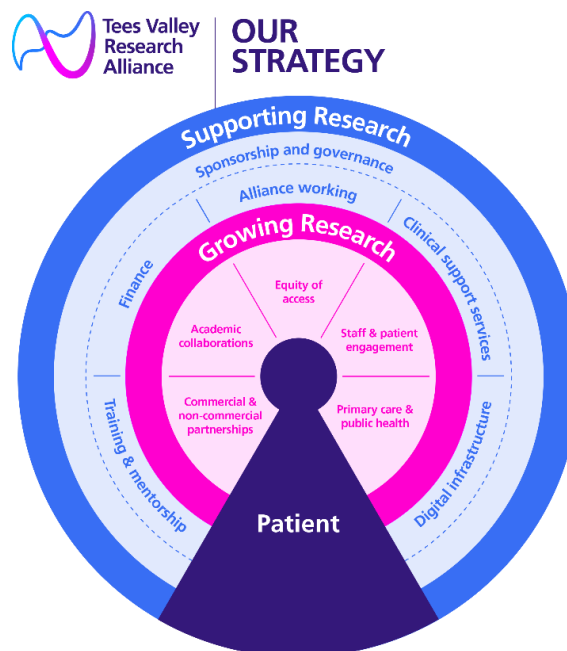 Tees Valley
Research
Alliance
OUR
STRATEGY
Supporting Research
Sponsorship and governance
Alliance working
Finance
Clinical support services
Training & mentorship
Digital infrastructure
Growing Research
Equity of
access
Academic
collaborations
Staff & patient
engagement
Commercial &
non-commercial
partnerships
Primary care &
public health
Patient